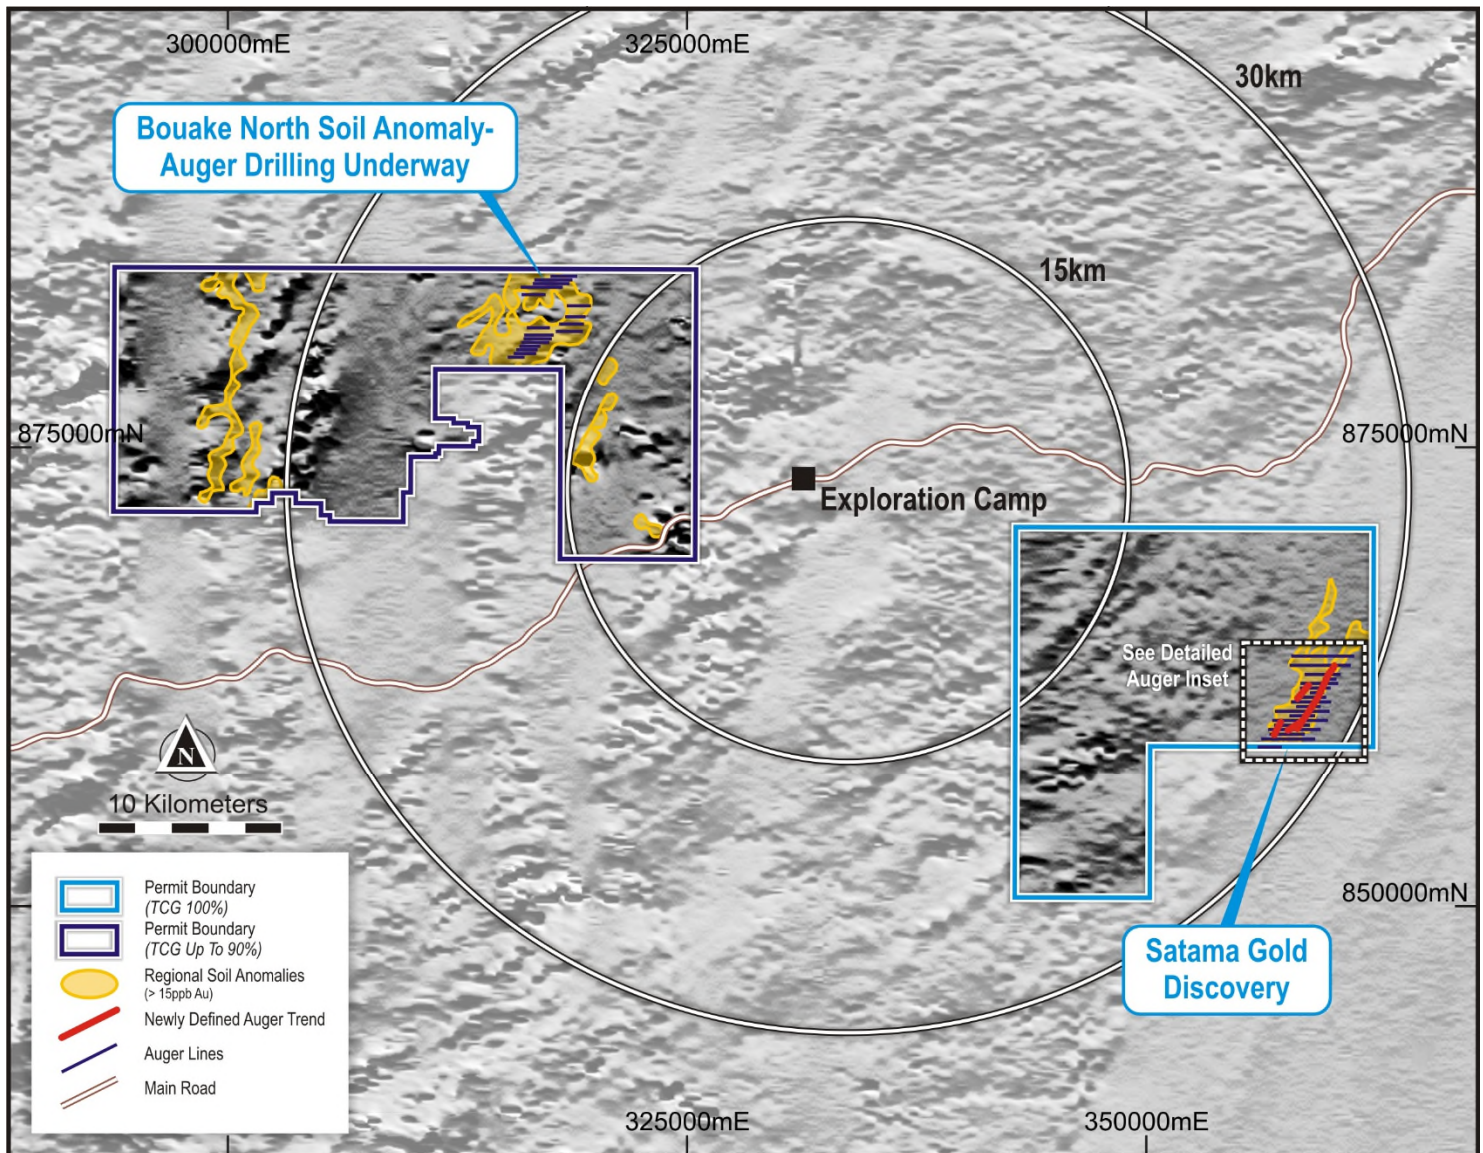 300000mE
325000mE
30km
Bouake North Soil Anomaly-
Auger Drilling Underway
15km
875000mN
875000mN
Exploration Camp
See Detailed
Auger Inset
N
10 Kilometers
850000mN
Permit Boundary
(TCG 100%)
Permit Boundary
(TCG Up To 90%)
Regional Soil Anomalies
(> 15ppb Au)
Newly Defined Auger Trend
Auger Lines
Main Road
Satama Gold
Discovery
325000mE
350000mE